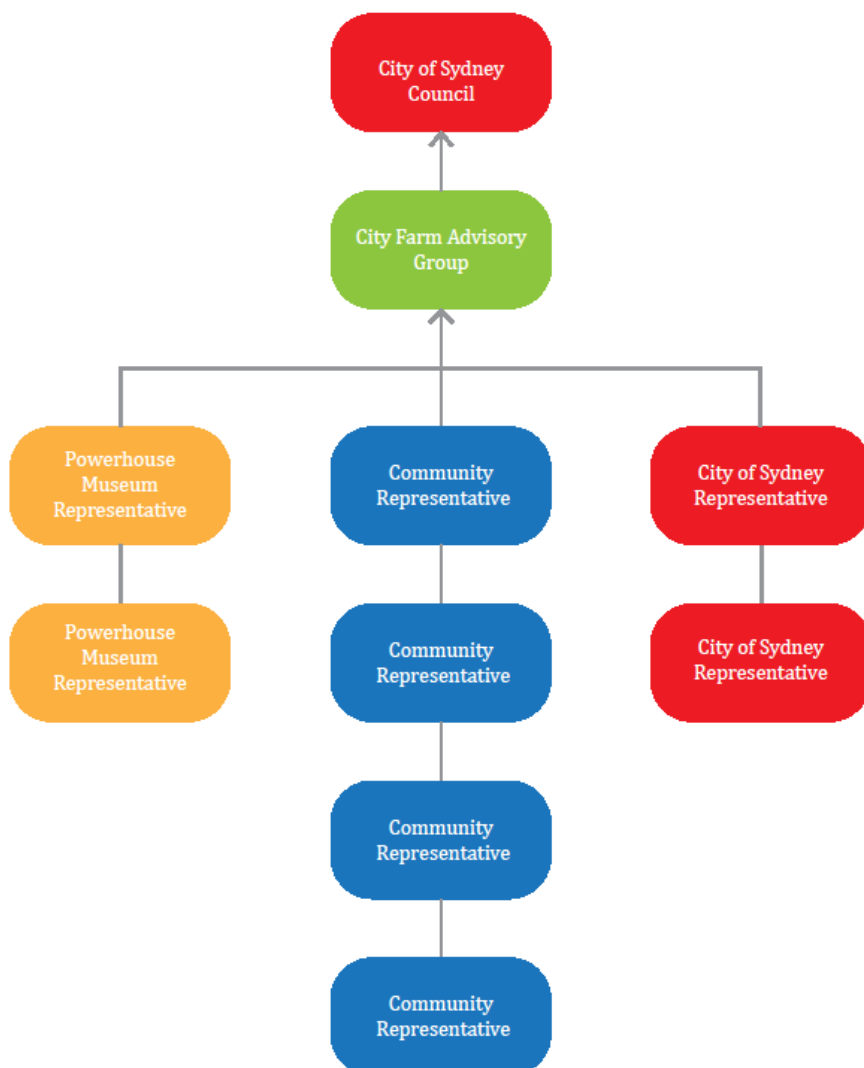 City of Sydney
Council
City Farm Advisory
Group
Powerhouse
Museum
Representative
Community
Representative
City of Sydney
Representative
Powerhouse
Museum
Representative
Community
Representative
City of Sydney
Representative
Community
Representative
Community
Representative